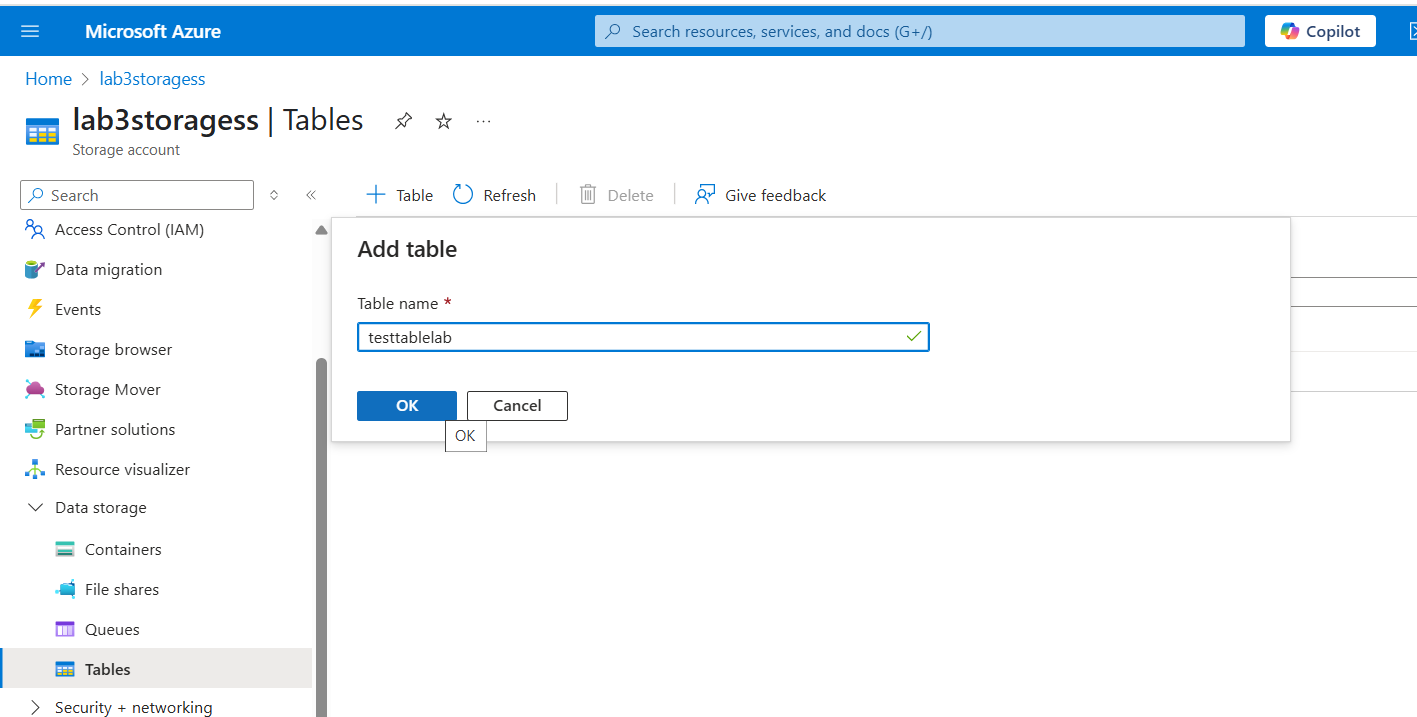 Microsoft Azure
Search resources, services, and docs (G+/)
Copilot
Home > lab3storagess
lab3storagess | Tables
...
Storage account
Search
Table
Refresh
Delete
Give feedback
Access Control (IAM)
Data migration
Events
Storage browser
Storage Mover
Partner solutions
Resource visualizer
Data storage
Containers
File shares
Queues
Tables
Security + networking
Add table
Table name *
testtablelab
OK
Cancel
OK